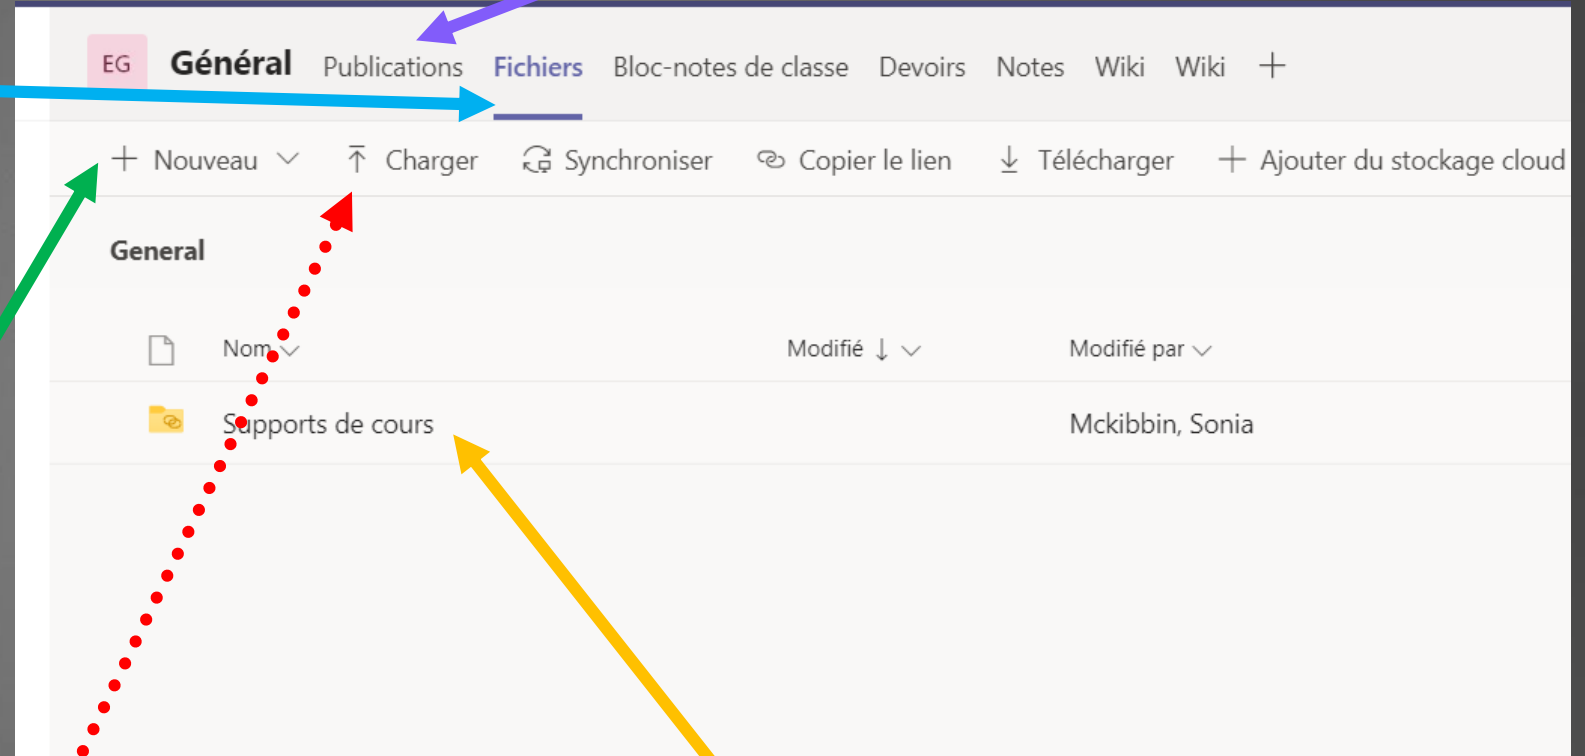 EG Général Publications Fichiers Bloc-notes de classe Devoirs Notes Wiki Wiki +
+ Nouveau Charger Synchroniser Copier le lien Télécharger + Ajouter du stockage cloud
General
Nom Modifié ↓ Modifié par
Supports de cours Mckibbin, Sonia